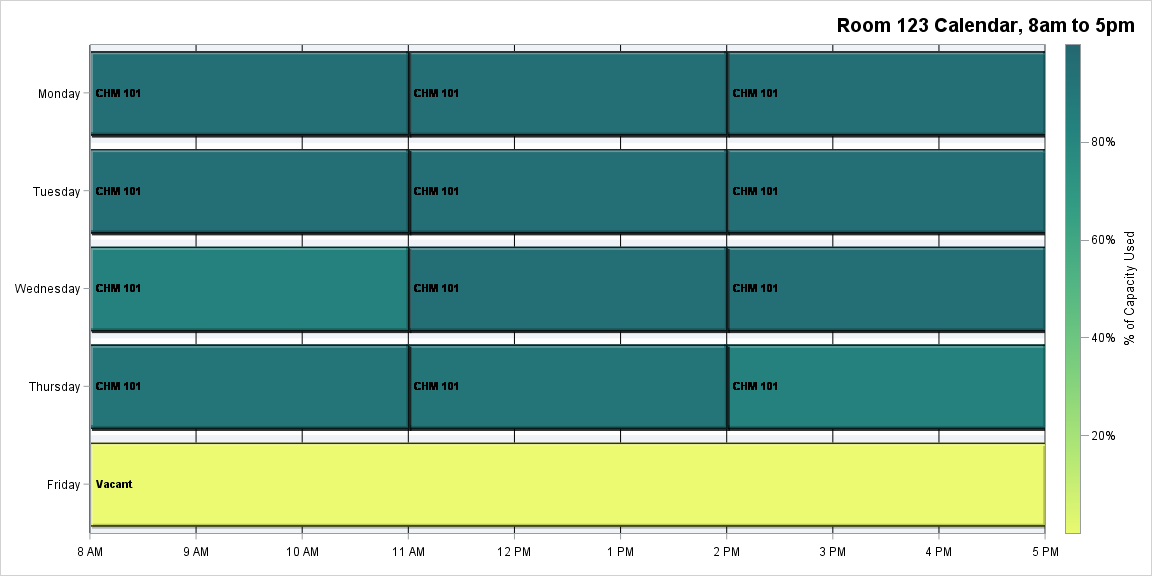 Room 123 Calendar, 8am to 5pm
Monday
CHM 101 CHM 101 CHM 101
Tuesday
CHM 101 CHM 101 CHM 101
Wednesday
CHM 101 CHM 101 CHM 101
Thursday
CHM 101 CHM 101 CHM 101
Friday
Vacant
8 AM 9 AM 10 AM 11 AM 12 PM 1 PM 2 PM 3 PM 4 PM 5 PM
80%
60%
40%
20%
% of Capacity Used